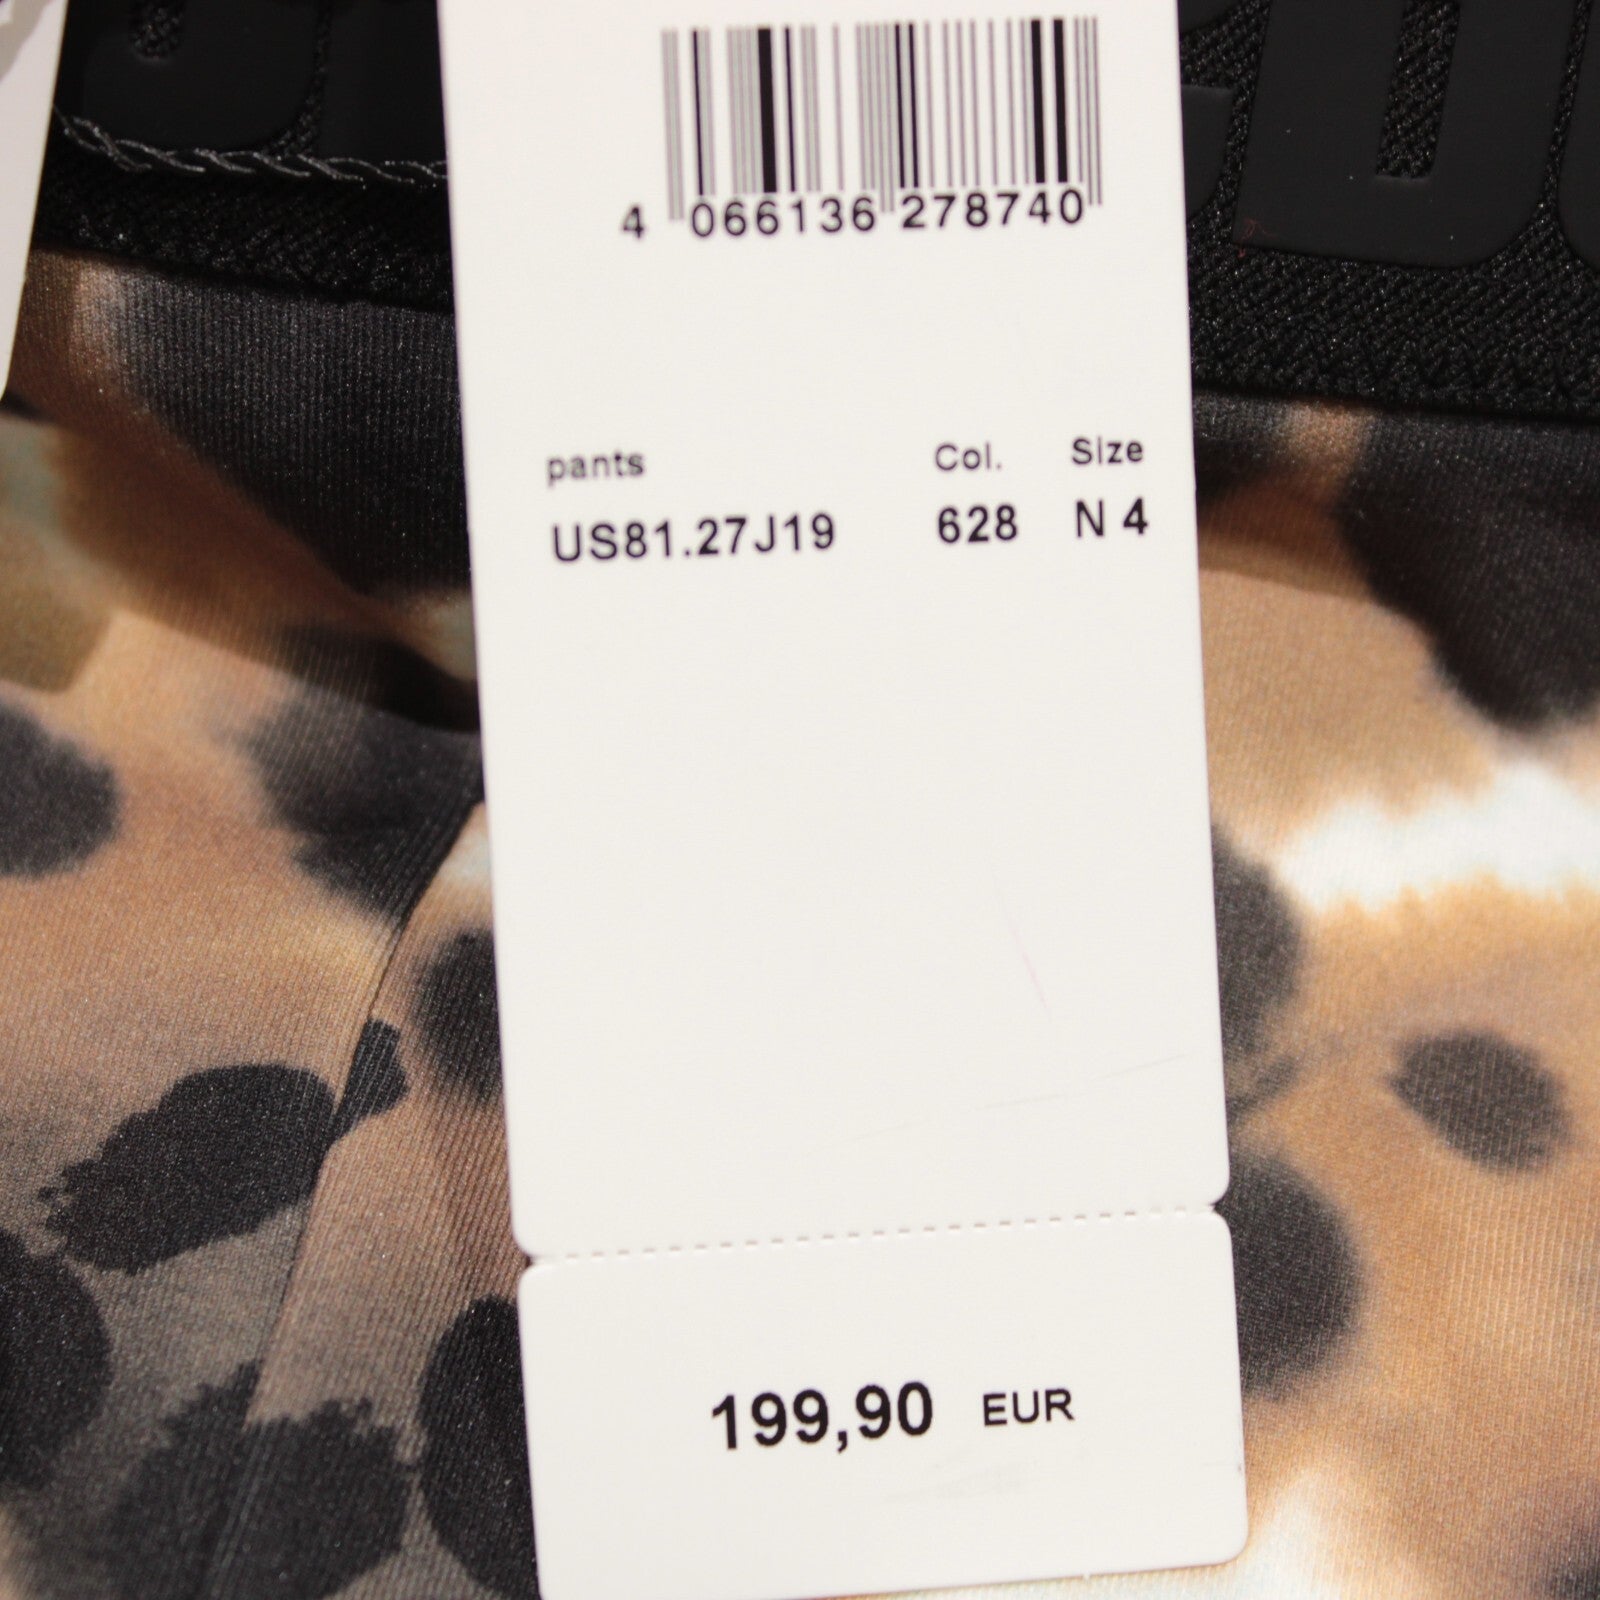 4 066136 278740
pants Col. Size
US81.27J19 628 N 4
199,90 EUR